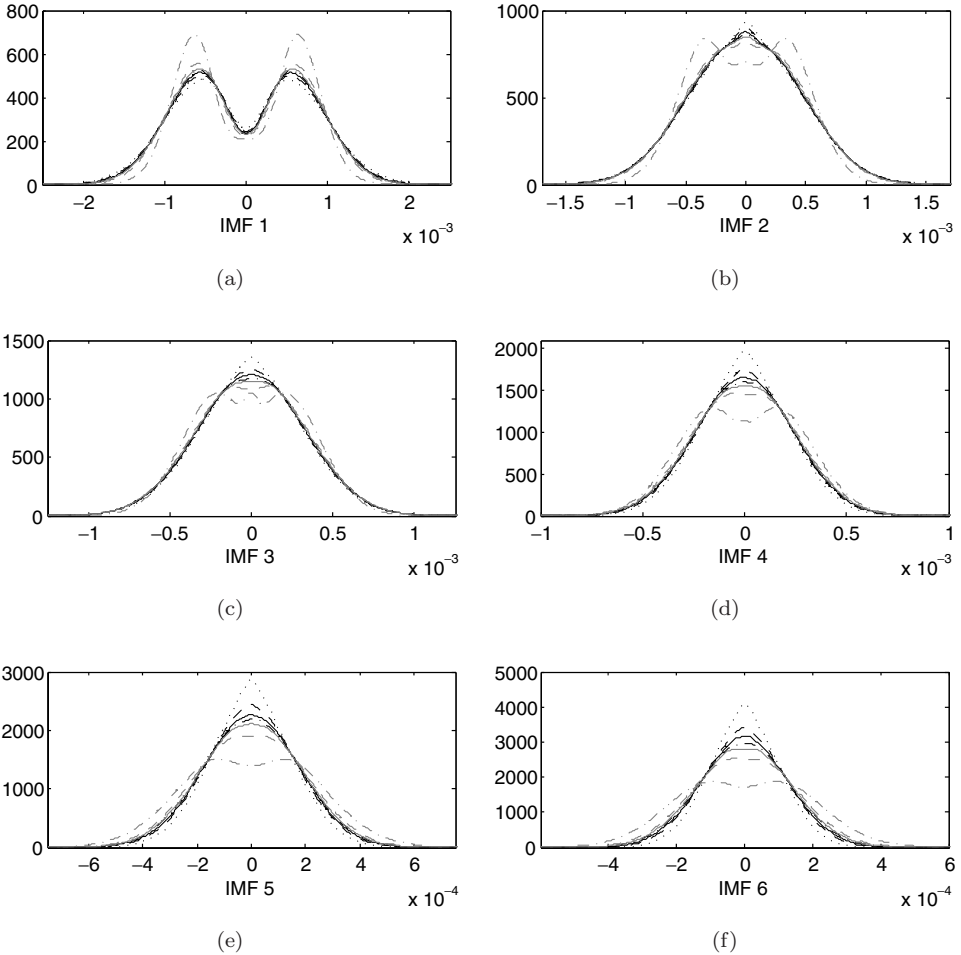 800
600
400
200
0
−2 −1 0 1 2
IMF 1
x 10−3
(a)
1000
500
0
−1.5 −1 −0.5 0 0.5 1 1.5
IMF 2
x 10−3
(b)
1500
1000
500
0
−1 −0.5 0 0.5 1
IMF 3
x 10−3
(c)
2000
1500
1000
500
0
−1 −0.5 0 0.5 1
IMF 4
x 10−3
(d)
3000
2000
1000
0
−6 −4 −2 0 2 4 6
IMF 5
x 10−4
(e)
5000
4000
3000
2000
1000
0
−4 −2 0 2 4 6
IMF 6
x 10−4
(f)